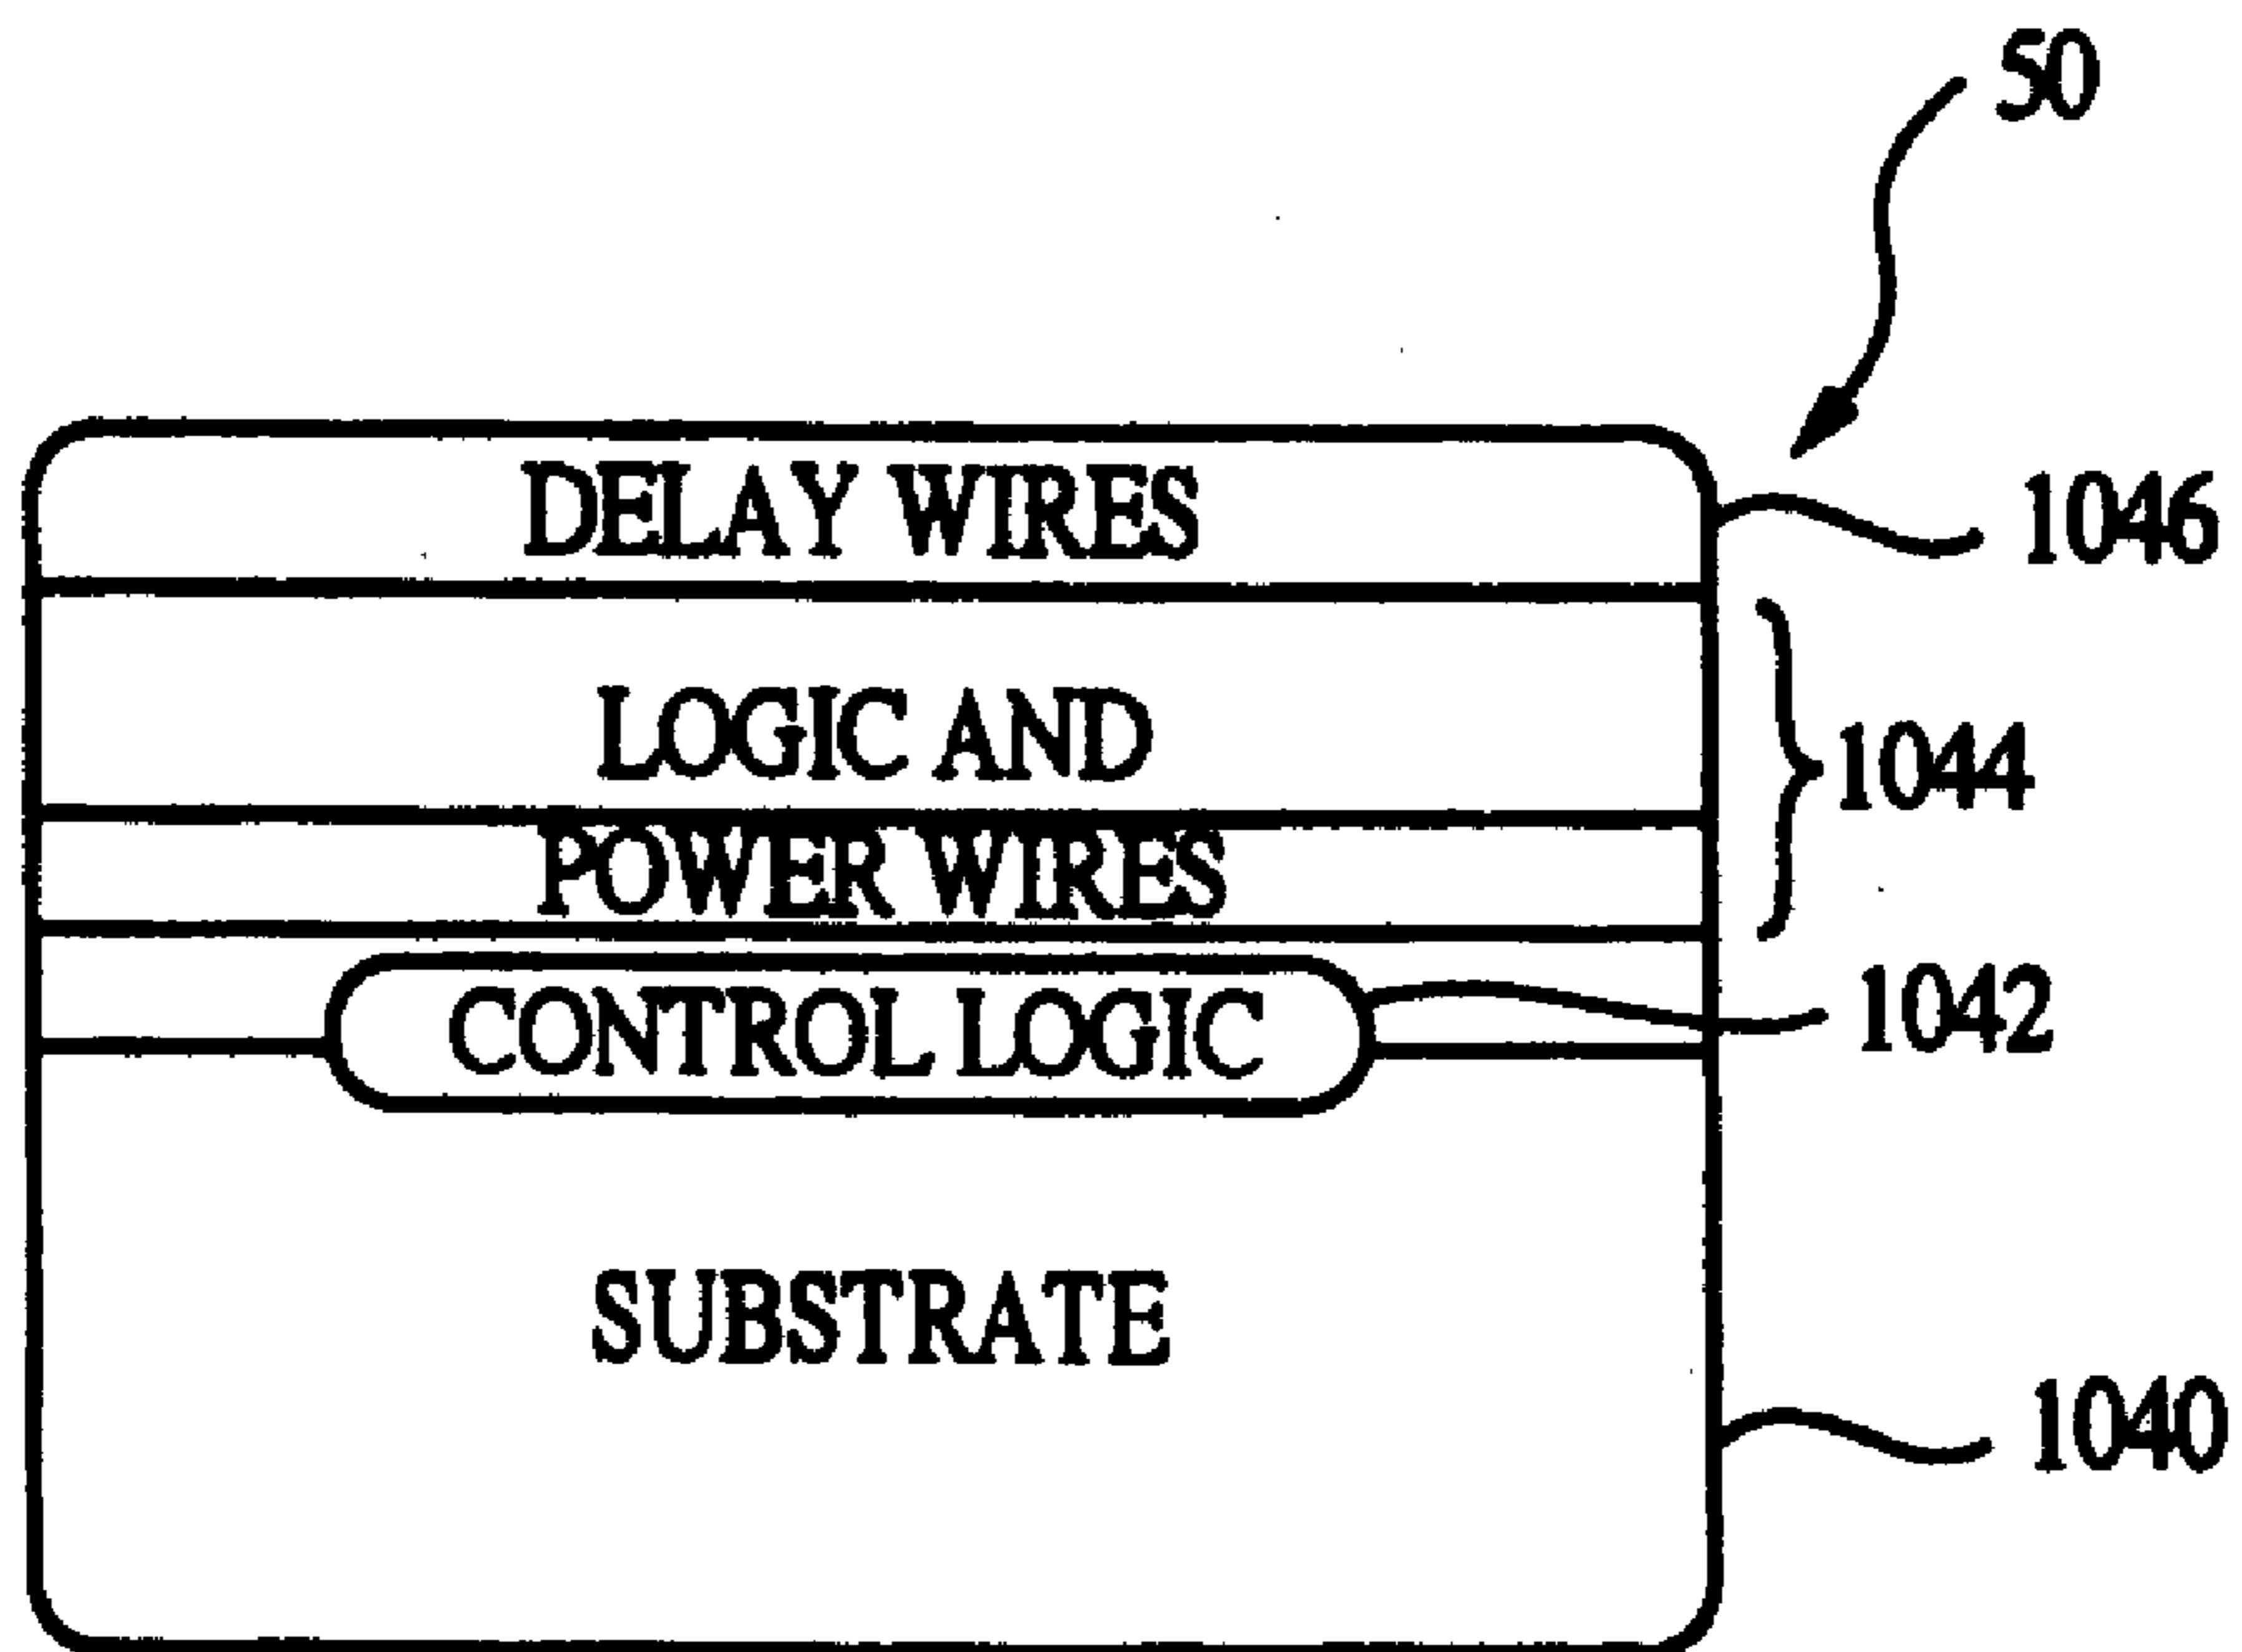 50
DELAY WIRES
1046
LOGIC AND
1044
POWER WIRES
CONTROL LOGIC
1042
SUBSTRATE
1040